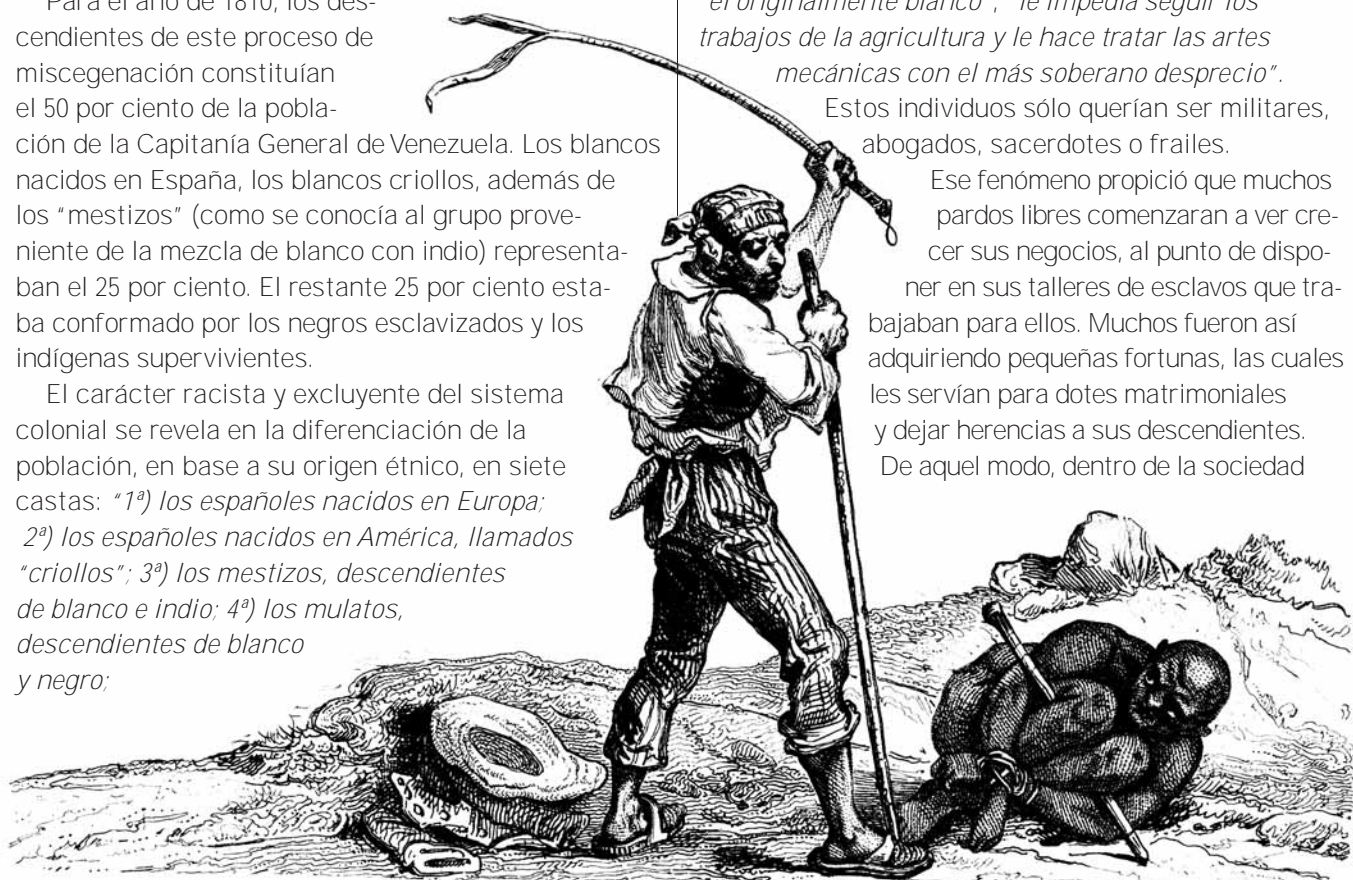 Para el año de 1810, los des-
cendientes de este proceso de
miscegenación constituían
el 50 por ciento de la pobla-
ción de la Capitanía General de Venezuela. Los blancos
nacidos en España, los blancos criollos, además de
los “mestizos” (como se conocía al grupo prove-
niente de la mezcla de blanco con indio) representa-
ban el 25 por ciento. El restante 25 por ciento esta-
ba conformado por los negros esclavizados y los
indígenas supervivientes.
El carácter racista y excluyente del sistema
colonial se revela en la diferenciación de la
población, en base a su origen étnico, en siete
castas: “1ª) los españoles nacidos en Europa;
2ª) los españoles nacidos en América, llamados
“criollos”; 3ª) los mestizos, descendientes
de blanco e indio; 4ª) los mulatos,
descendientes de blanco
y negro;
el originalmente blanco”, “le impedía seguir los
trabajos de la agricultura y le hace tratar las artes
mecánicas con el más soberano desprecio”.
Estos individuos sólo querían ser militares,
abogados, sacerdotes o frailes.
Ese fenómeno propició que muchos
pardos libres comenzaran a ver cre-
cer sus negocios, al punto de dispo-
ner en sus talleres de esclavos que tra-
bajaban para ellos. Muchos fueron así
adquiriendo pequeñas fortunas, las cuales
les servían para dotes matrimoniales
y dejar herencias a sus descendientes.
De aquel modo, dentro de la sociedad